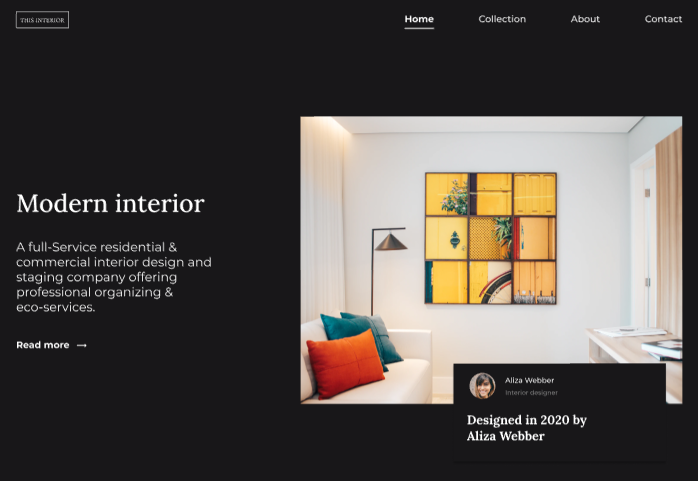 THIS INTERIOR
Home
Collection
About
Contact
Modern interior
A full-Service residential &
commercial interior design and
staging company offering
professional organizing &
eco-services.
Read more →
Aliza Webber
Interior designer
Designed in 2020 by
Aliza Webber